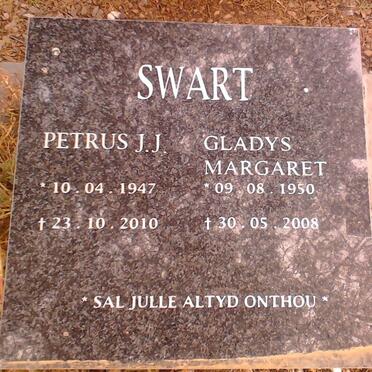 SWART
PETRUS J.J. GLADYS
MARGARET
* 10 . 04 . 1947 * 09 . 08 . 1950
† 23 . 10 . 2010 † 30 . 05 . 2008
* SAL JULLE ALTYD ONTHOU *